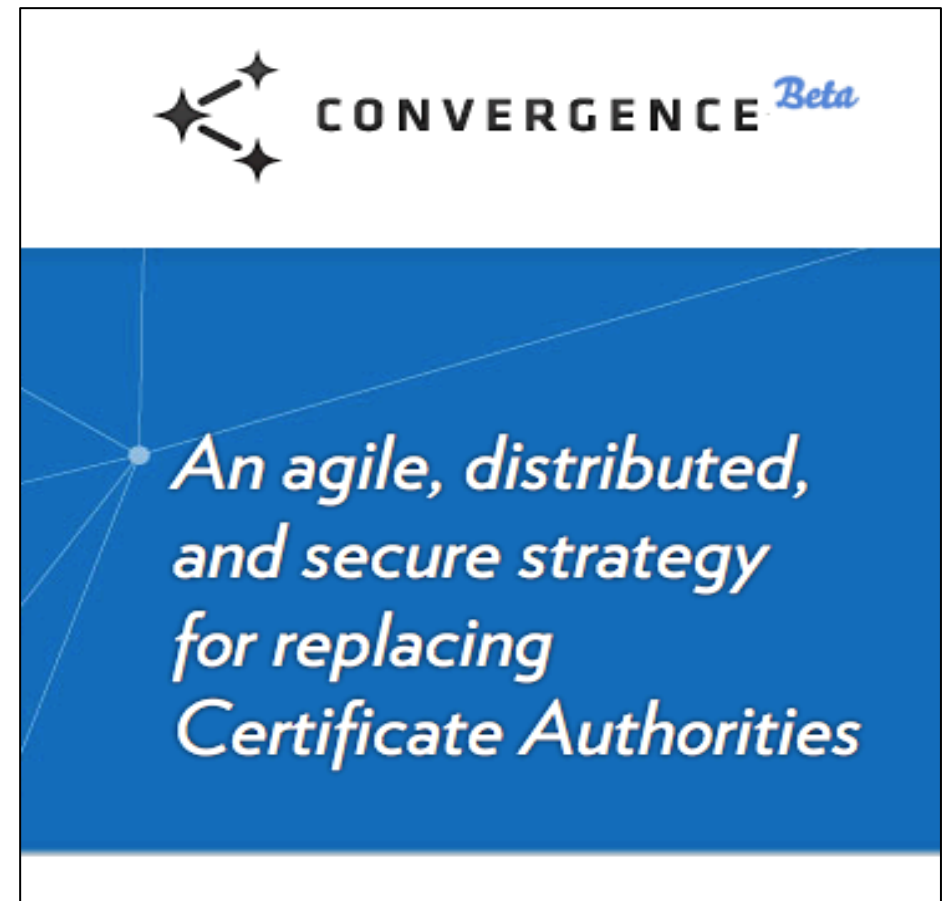 CONVERGENCE Beta
An agile, distributed,
and secure strategy
for replacing
Certificate Authorities